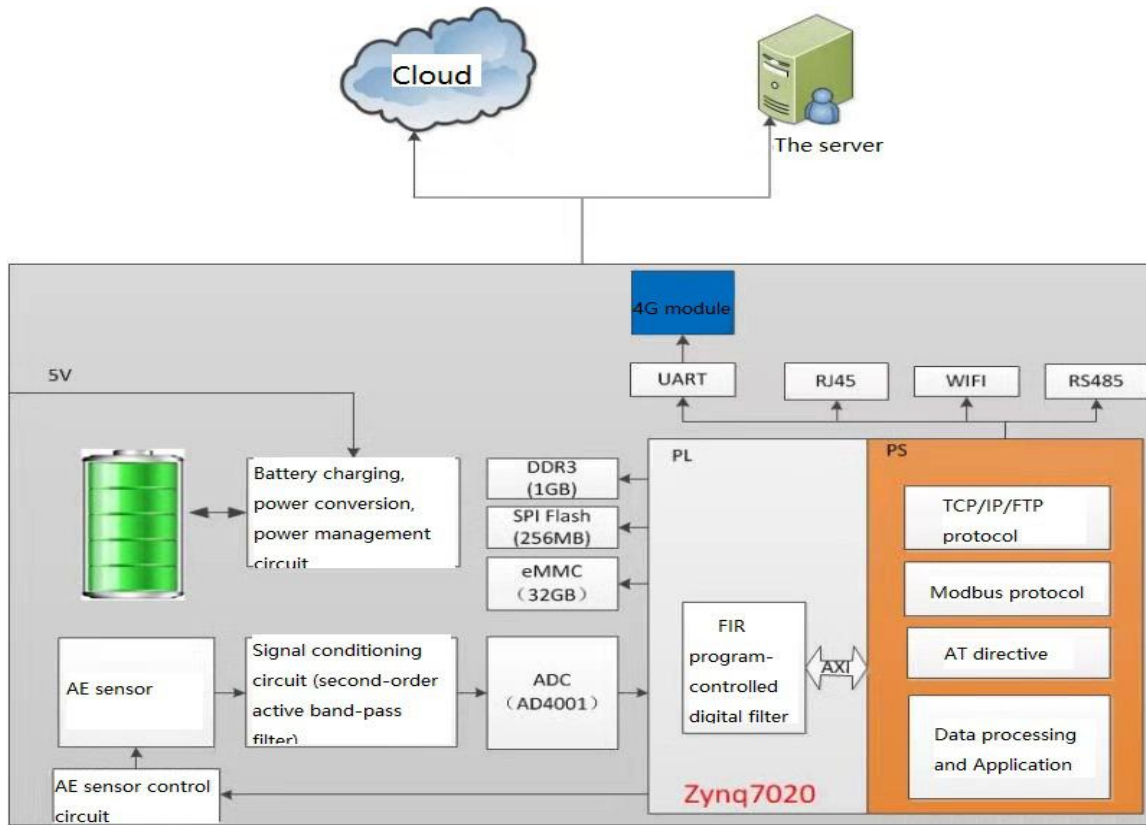 Cloud
The server
4G module
5V
UART
RJ45
WIFI
RS485
Battery charging,
power conversion,
power management
circuit
DDR3
(1GB)
SPI Flash
(256MB)
eMMC
（32GB）
PL
PS
TCP/IP/FTP
protocol
Modbus protocol
AT directive
Data processing
and Application
FIR
program-
controlled
digital filter
AXI
AE sensor
Signal conditioning
circuit (second-order
active band-pass
filter)
ADC
（AD4001）
AE sensor control
circuit
Zynq7020